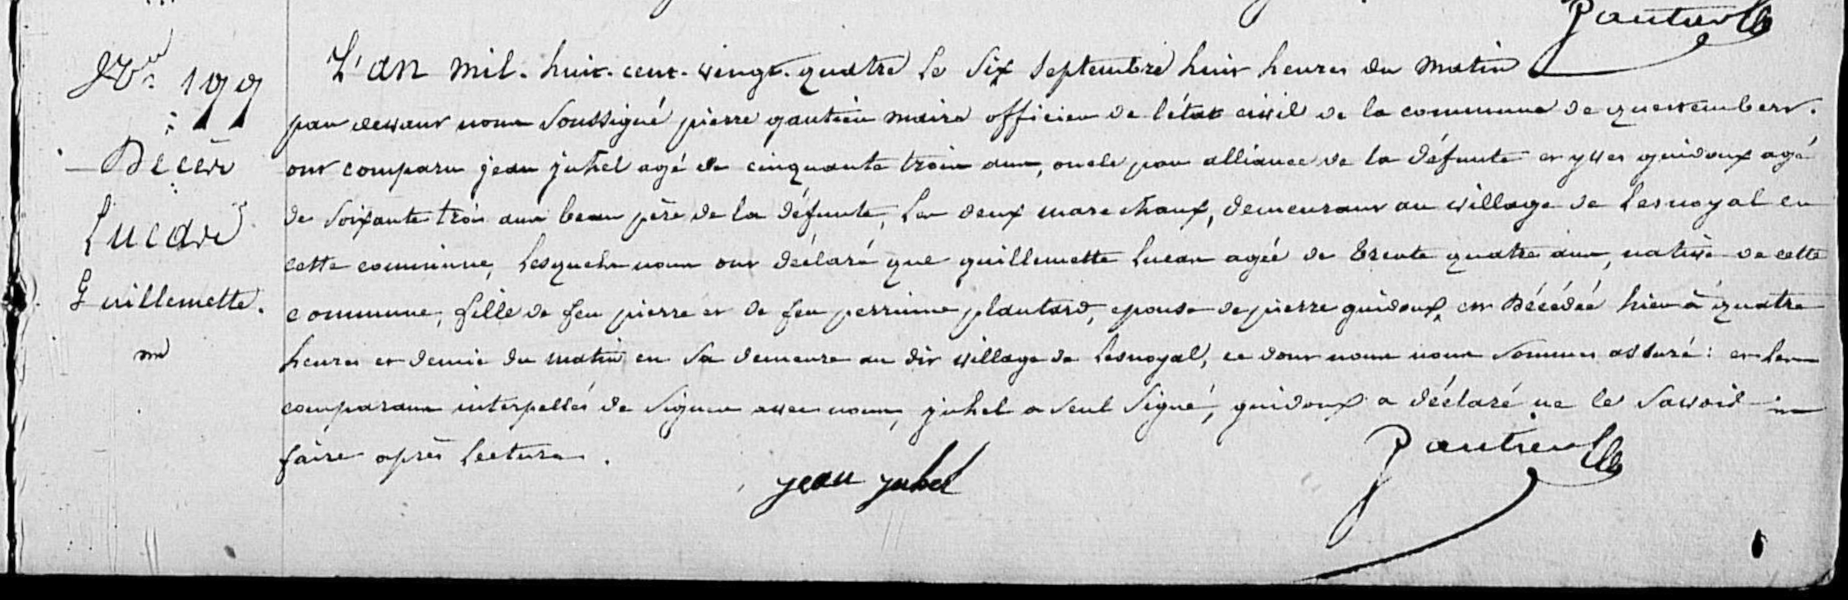 Gautier
N.º 199
Décès
Lucas
Guillemette.
L'an mil huit cent vingt quatre le six septembre huit heures du matin
par devant nous soussigné pierre gautier maire officier de l'état civil de la commune de questembert.
ont comparu jean juhel agé de cinquante trois ans, oncle par alliance de la défunte et yves guidoux agé
de soixante trois ans beau père de la défunte, les deux marechaux, demeurant au village de Lesnoyal en
cette commune, lesquels nous ont déclaré que guillemette Lucas agée de trente quatre ans, native de cette
commune, fille de feu pierre et de feu perrinne plantard, epouse de pierre guidoux, est décédée hier à quatre
heures et demie du matin en sa demeure au dit village de Lesnoyal, ce dont nous nous sommes assuré : et les
comparans interpellés de signer avec nous, juhel a seul signé, guidoux a déclaré ne le savoir
faire après lecture.
jean juhel
Gautier